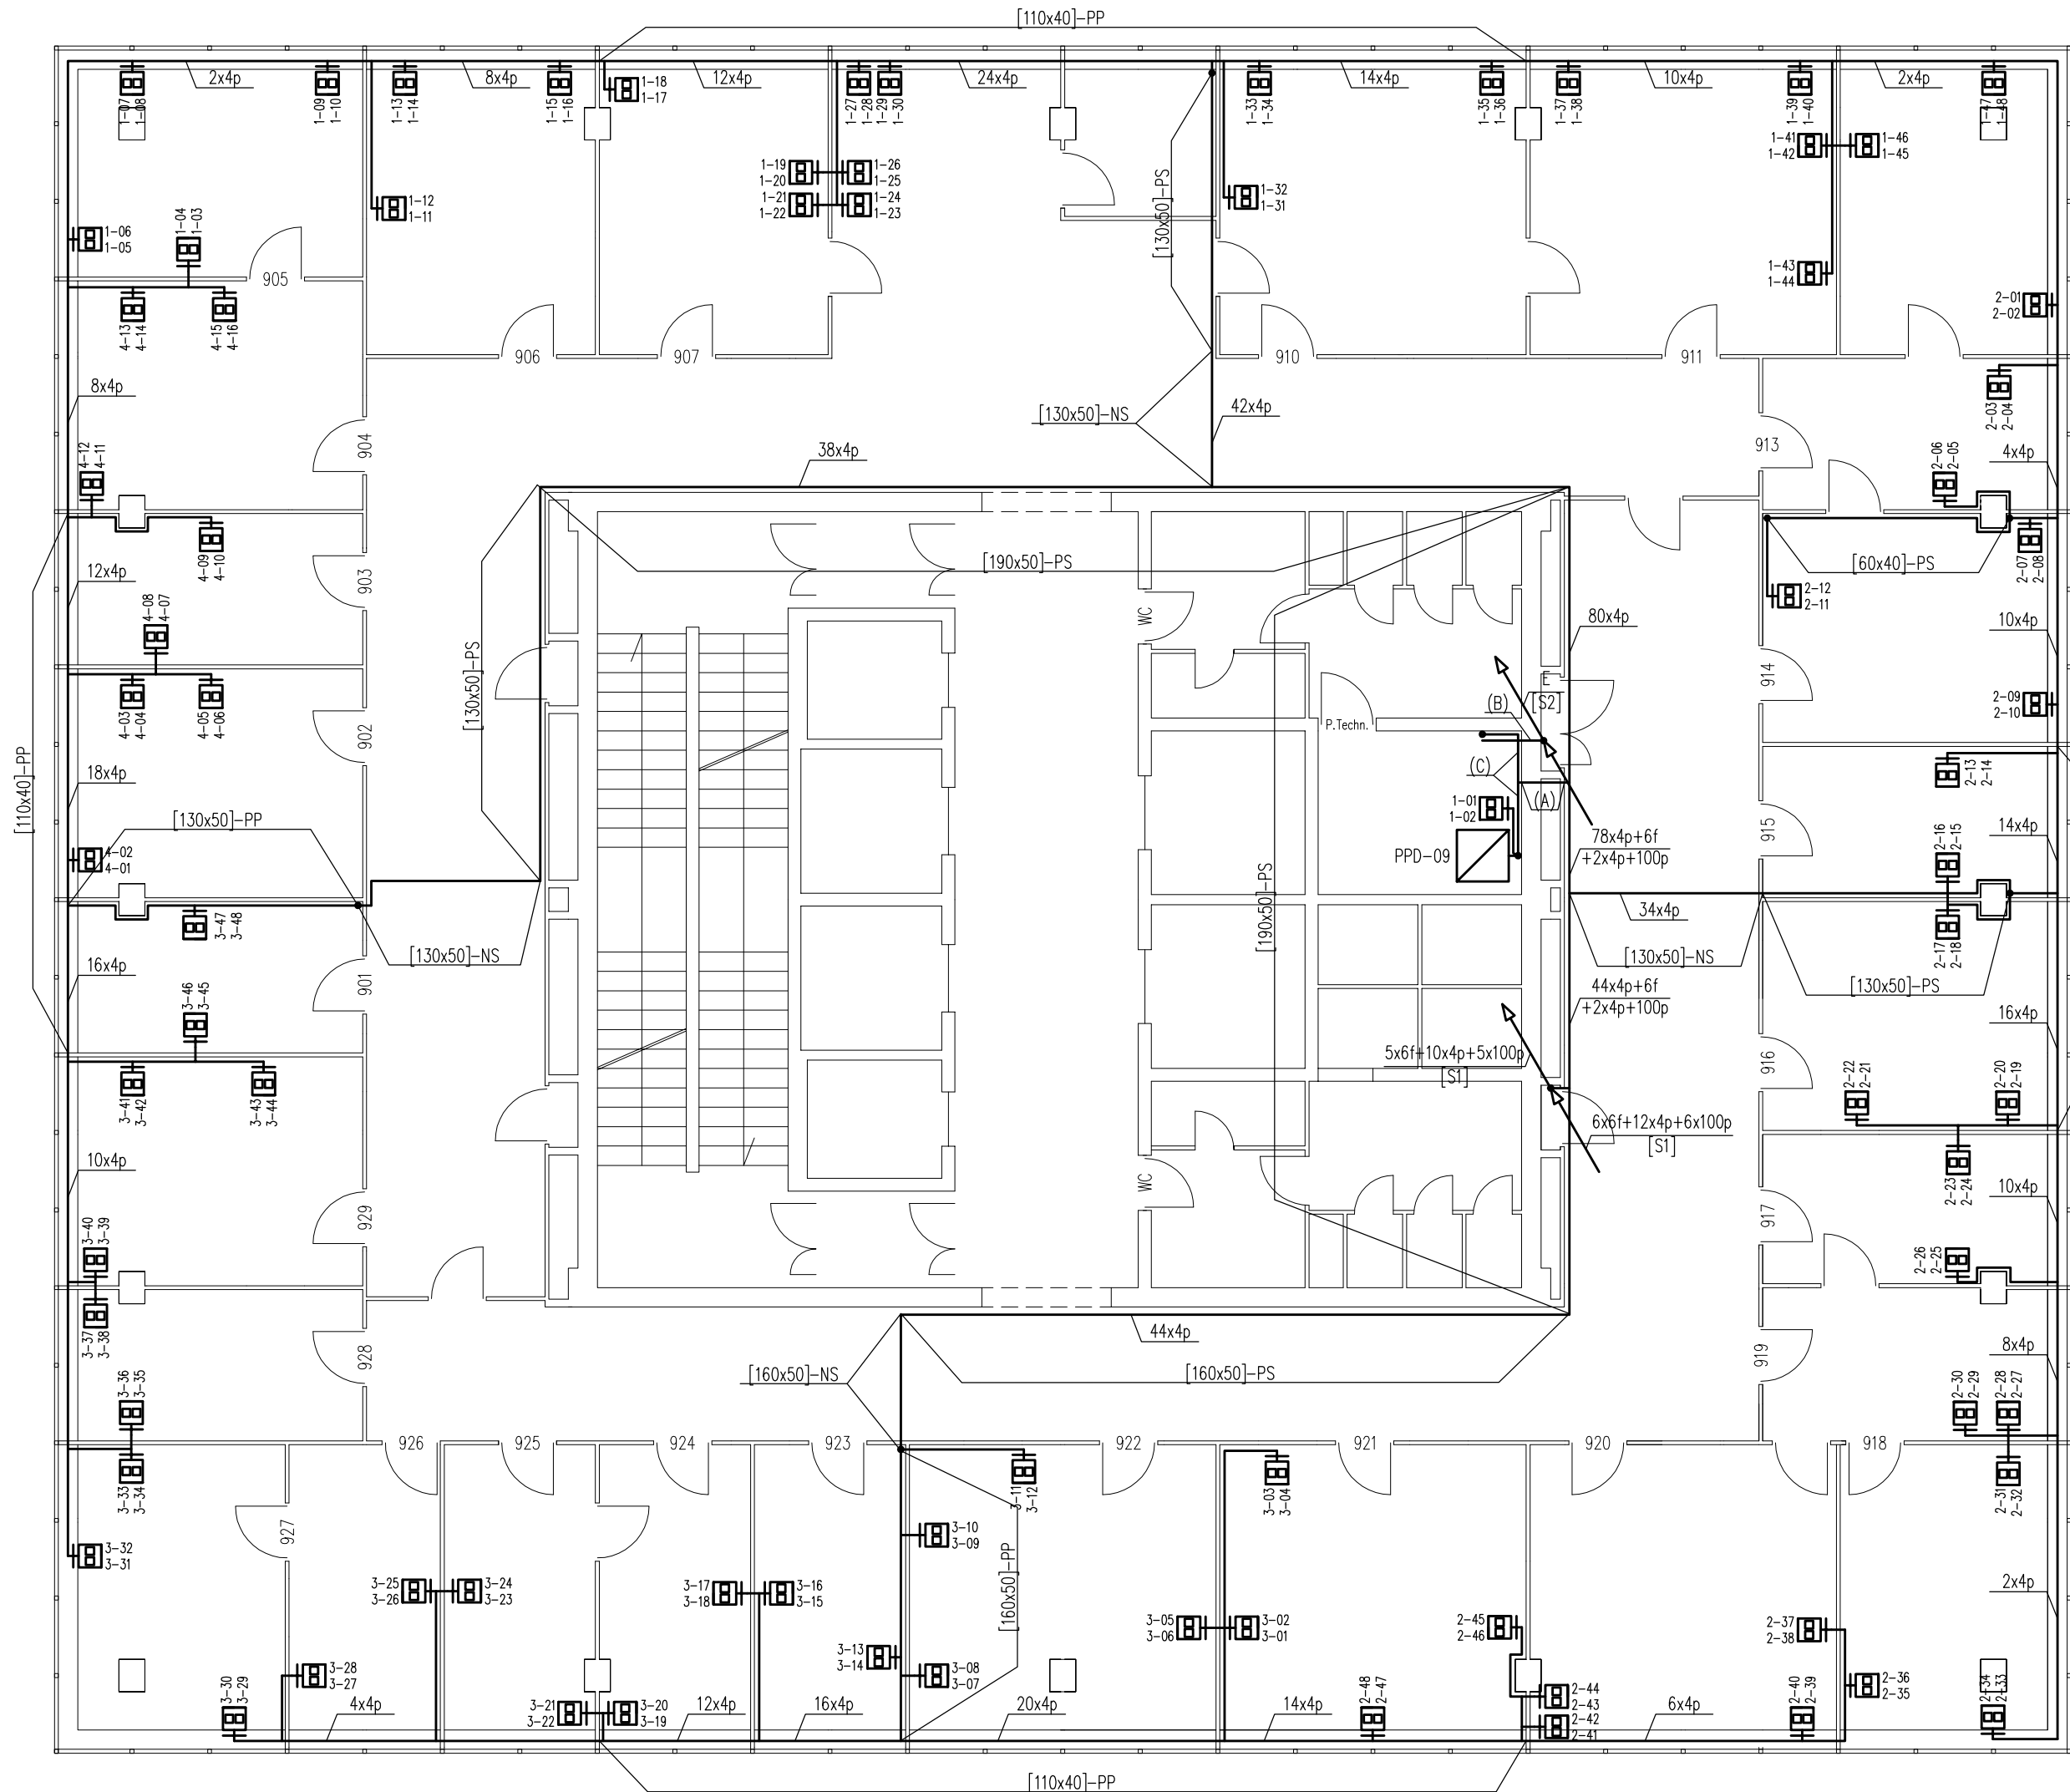 [110x40]-PP
2x4p
8x4p
12x4p
24x4p
14x4p
10x4p
2x4p
1-07
1-08
1-09
1-10
1-13
1-14
1-15
1-16
1-18
1-17
1-27
1-28
1-29
1-30
1-33
1-34
1-35
1-36
1-37
1-38
1-39
1-40
1-47
1-48
1-41
1-42
1-46
1-45
1-19
1-20
1-26
1-25
1-21
1-22
1-24
1-23
1-12
1-11
1-32
1-31
[130x50]-PS
1-06
1-05
1-04
1-03
905
1-43
1-44
2-01
2-02
4-13
4-14
4-15
4-16
906
907
910
911
8x4p
[130x50]-NS
42x4p
2-03
2-04
904
913
38x4p
4-12
4-11
2-06
2-05
4x4p
4-09
4-10
12x4p
903
[190x50]-PS
[60x40]-PS
2-07
2-08
2-12
2-11
4-08
4-07
WC
80x4p
10x4p
[130x50]-PS
4-03
4-04
4-05
4-06
902
E
[S2]
(B)
P.Techn.
914
2-09
2-10
[110x40]-PP
18x4p
(C)
(A)
2-13
2-14
1-01
1-02
[130x50]-PP
915
14x4p
78x4p+6f
+2x4p+100p
4-02
4-01
PPD-09
2-16
2-15
3-47
3-48
[190x50]-PS
34x4p
2-17
2-18
[130x50]-NS
[130x50]-NS
16x4p
901
44x4p+6f
+2x4p+100p
[130x50]-PS
16x4p
3-46
3-45
5x6f+10x4p+5x100p
[S1]
916
3-41
3-42
3-43
3-44
2-22
2-21
2-20
2-19
6x6f+12x4p+6x100p
[S1]
10x4p
2-23
2-24
WC
10x4p
929
917
3-40
3-39
2-26
2-25
3-37
3-38
44x4p
928
919
8x4p
[160x50]-NS
[160x50]-PS
3-36
3-35
2-30
2-29
2-28
2-27
926
925
924
923
922
921
920
918
3-33
3-34
3-11
3-12
3-03
3-04
2-31
2-32
927
3-10
3-09
3-32
3-31
[160x50]-PP
2x4p
3-25
3-26
3-24
3-23
3-17
3-18
3-16
3-15
3-05
3-06
3-02
3-01
2-45
2-46
2-37
2-38
3-13
3-14
3-28
3-27
3-08
3-07
2-36
2-35
3-30
3-29
4x4p
3-21
3-22
3-20
3-19
12x4p
16x4p
20x4p
14x4p
2-48
2-47
2-44
2-43
2-42
2-41
6x4p
2-40
2-39
2-34
2-33
[110x40]-PP